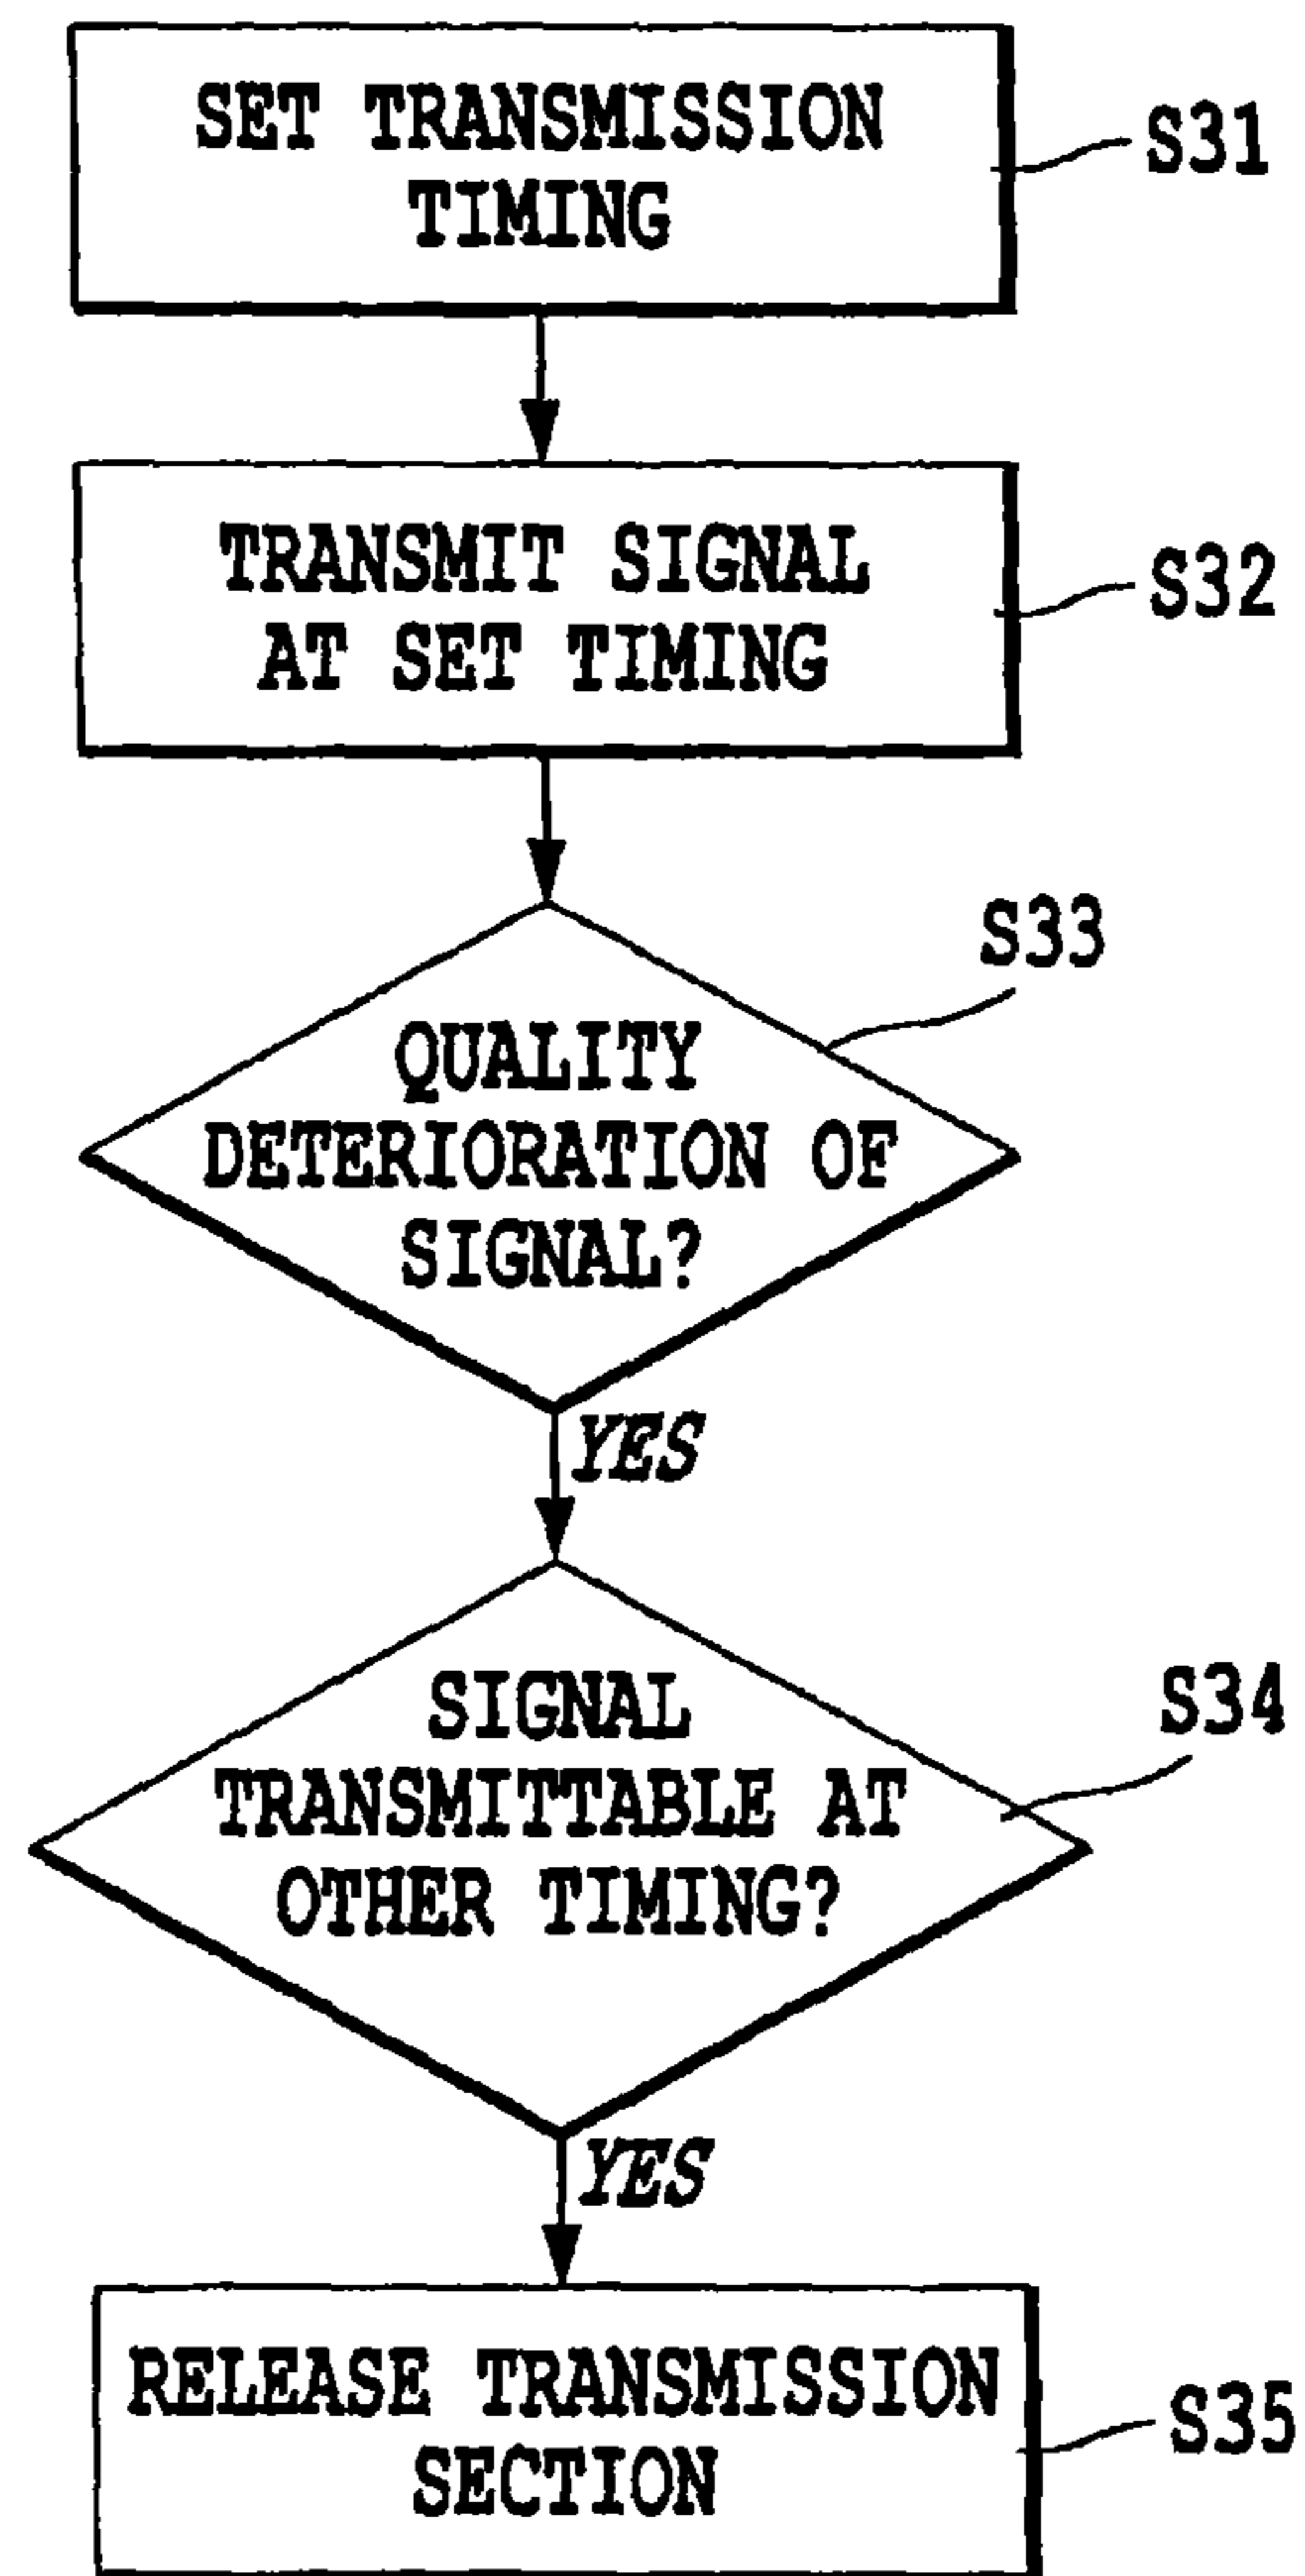 SET TRANSMISSION
TIMING
S31
TRANSMIT SIGNAL
AT SET TIMING
S32
S33
QUALITY
DETERIORATION OF
SIGNAL?
YES
SIGNAL
TRANSMITTABLE AT
OTHER TIMING?
S34
YES
RELEASE TRANSMISSION
SECTION
S35